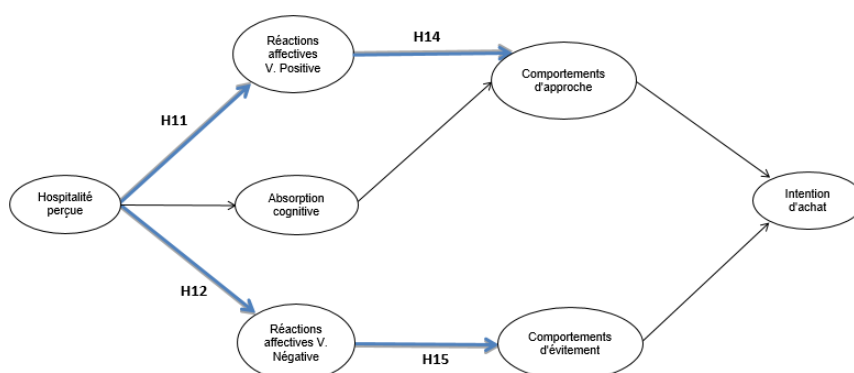 Réactions
affectives
V. Positive
H14
Comportements
d'approche
H11
Hospitalité
perçue
Absorption
cognitive
Intention
d'achat
H12
Réactions
affectives V.
Négative
H15
Comportements
d'évitement